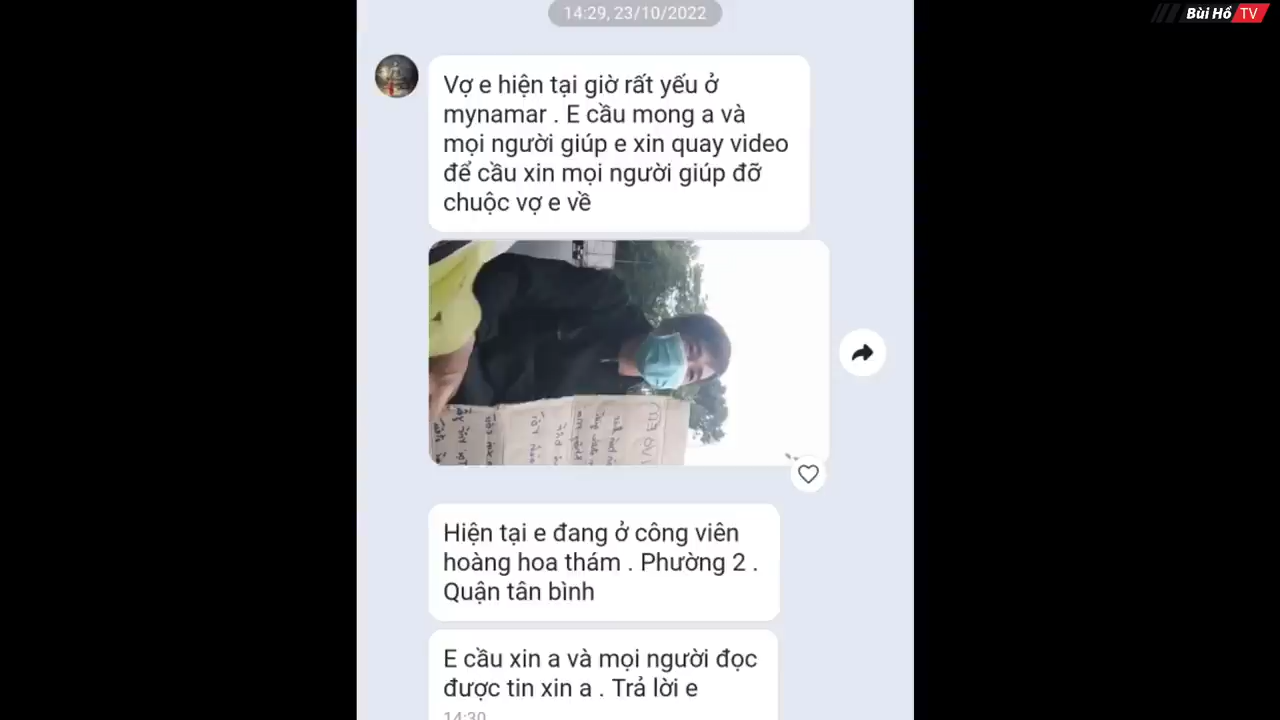 14:29, 23/10/2022
Bùi Hồ TV
Vợ e hiện tại giờ rất yếu ở
mynamar . E cầu mong a và
mọi người giúp e xin quay video
để cầu xin mọi người giúp đỡ
chuộc vợ e về
Hiện tại e đang ở công viên
hoàng hoa thám . Phường 2 .
Quận tân bình
E cầu xin a và mọi người đọc
được tin xin a . Trả lời e
14:30